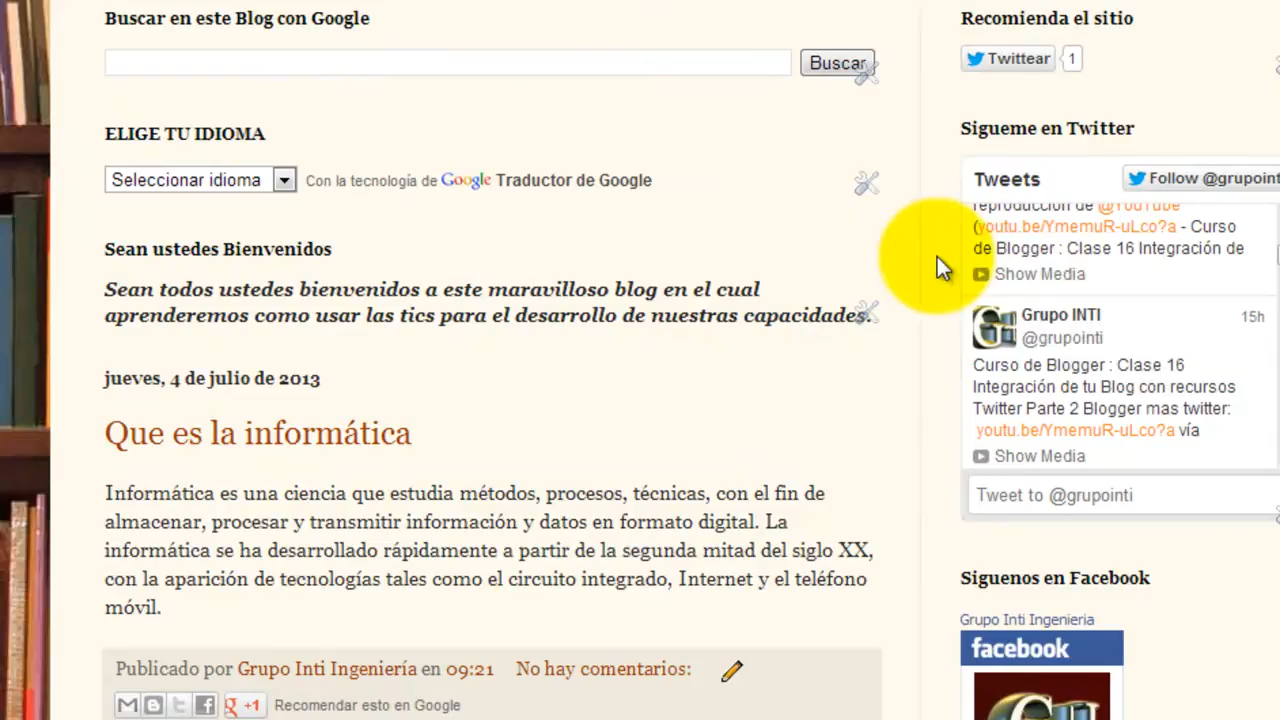 Buscar en este Blog con Google
Buscar
ELIGE TU IDIOMA
Seleccionar idioma
Con la tecnología de Google Traductor de Google
Sean ustedes Bienvenidos
Sean todos ustedes bienvenidos a este maravilloso blog en el cual
aprenderemos como usar las tics para el desarrollo de nuestras capacidades.
jueves, 4 de julio de 2013
Que es la informática
Informática es una ciencia que estudia métodos, procesos, técnicas, con el fin de
almacenar, procesar y transmitir información y datos en formato digital. La
informática se ha desarrollado rápidamente a partir de la segunda mitad del siglo XX,
con la aparición de tecnologías tales como el circuito integrado, Internet y el teléfono
móvil.
Publicado por Grupo Inti Ingeniería en 09:21 No hay comentarios:
g +1 Recomendar esto en Google
Recomienda el sitio
Twittear 1
Sigueme en Twitter
Tweets
Follow @grupoint
reproducción de @YouTube
(youtu.be/YmemuR-uLco?a - Curso
de Blogger : Clase 16 Integración de
Show Media
Grupo INTI 15h
@grupointi
Curso de Blogger : Clase 16
Integración de tu Blog con recursos
Twitter Parte 2 Blogger mas twitter:
youtu.be/YmemuR-uLco?a vía
Show Media
Tweet to @grupointi
Siguenos en Facebook
Grupo Inti Ingenieria
facebook